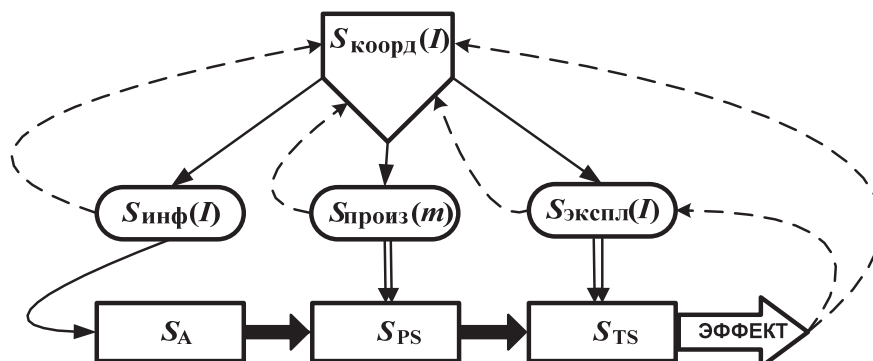 Sкоорд(I)
Sинф(I)
Sпроиз(m)
Sэкспл(I)
SA
SPS
STS
ЭФФЕКТ